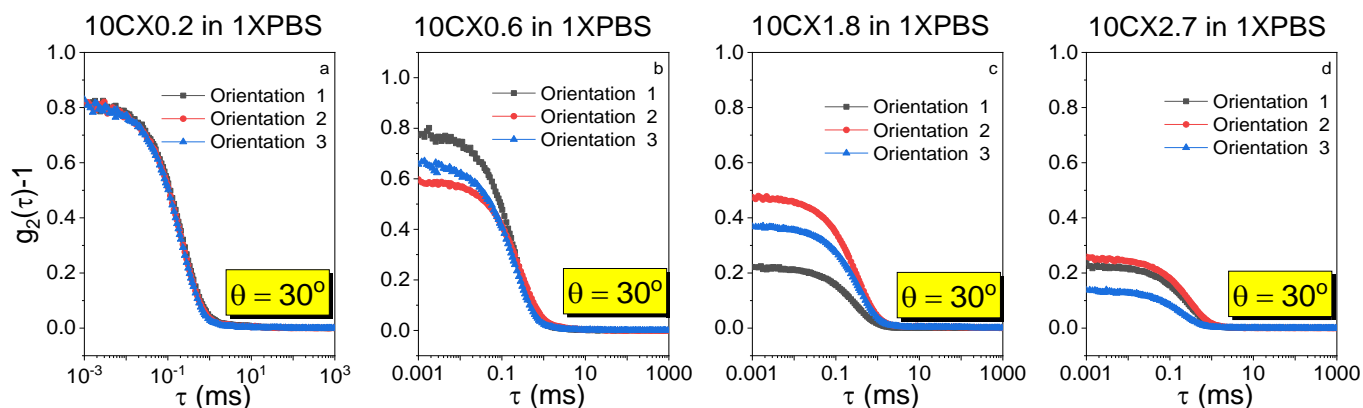 10CX0.2 in 1XPBS
10CX0.6 in 1XPBS
10CX1.8 in 1XPBS
10CX2.7 in 1XPBS
a
Orientation 1
Orientation 2
Orientation 3
θ = 30º
1.0
0.8
0.6
0.4
0.2
0.0
g₂(τ)-1
10⁻³ 10⁻¹ 10¹ 10³
τ (ms)
b
Orientation 1
Orientation 2
Orientation 3
θ = 30º
1.0
0.8
0.6
0.4
0.2
0.0
0.001 0.1 10 1000
τ (ms)
c
Orientation 1
Orientation 2
Orientation 3
θ = 30º
1.0
0.8
0.6
0.4
0.2
0.0
0.001 0.1 10 1000
τ (ms)
d
Orientation 1
Orientation 2
Orientation 3
θ = 30º
1.0
0.8
0.6
0.4
0.2
0.0
0.001 0.1 10 1000
τ (ms)